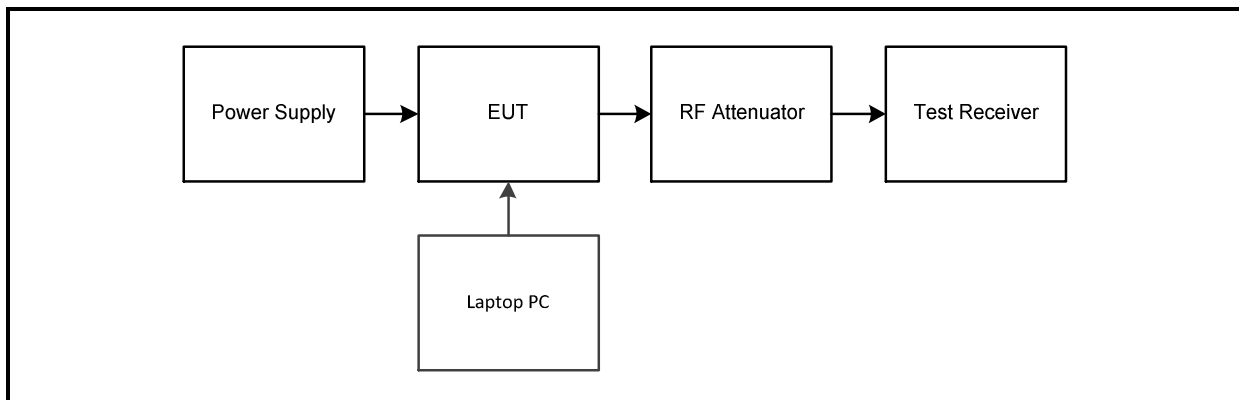 Power Supply
EUT
RF Attenuator
Test Receiver
Laptop PC